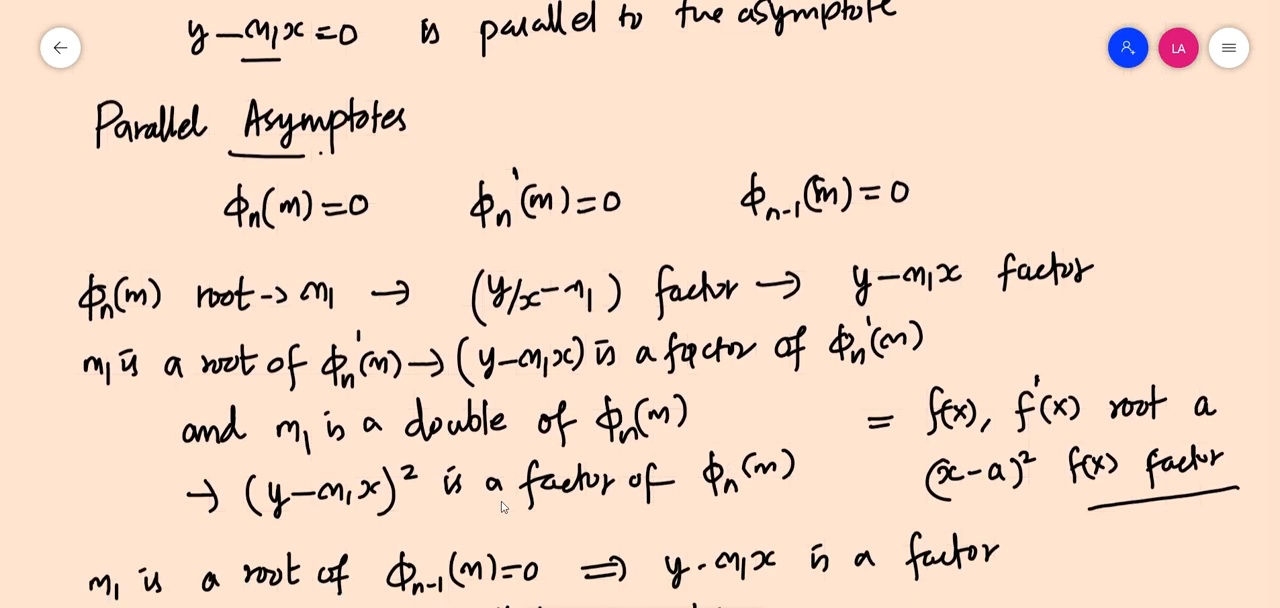 y - m₁x = 0 is parallel to the asymptote
LA
Parallel Asymptotes
ϕₙ(m) = 0 ϕₙ'(m) = 0 ϕₙ₋₁(m) = 0
ϕₙ(m) root → m₁ → (y/x - m₁) factor → y - m₁x factor
m₁ is a root of ϕₙ'(m) → (y - m₁x) is a factor of ϕₙ'(m)
and m₁ is a double of ϕₙ(m) = f(x), f'(x) root a
→ (y - m₁x)² is a factor of ϕₙ(m) (x - a)² f(x) factor
m₁ is a root of ϕₙ₋₁(m) = 0 ⟹ y - m₁x is a factor